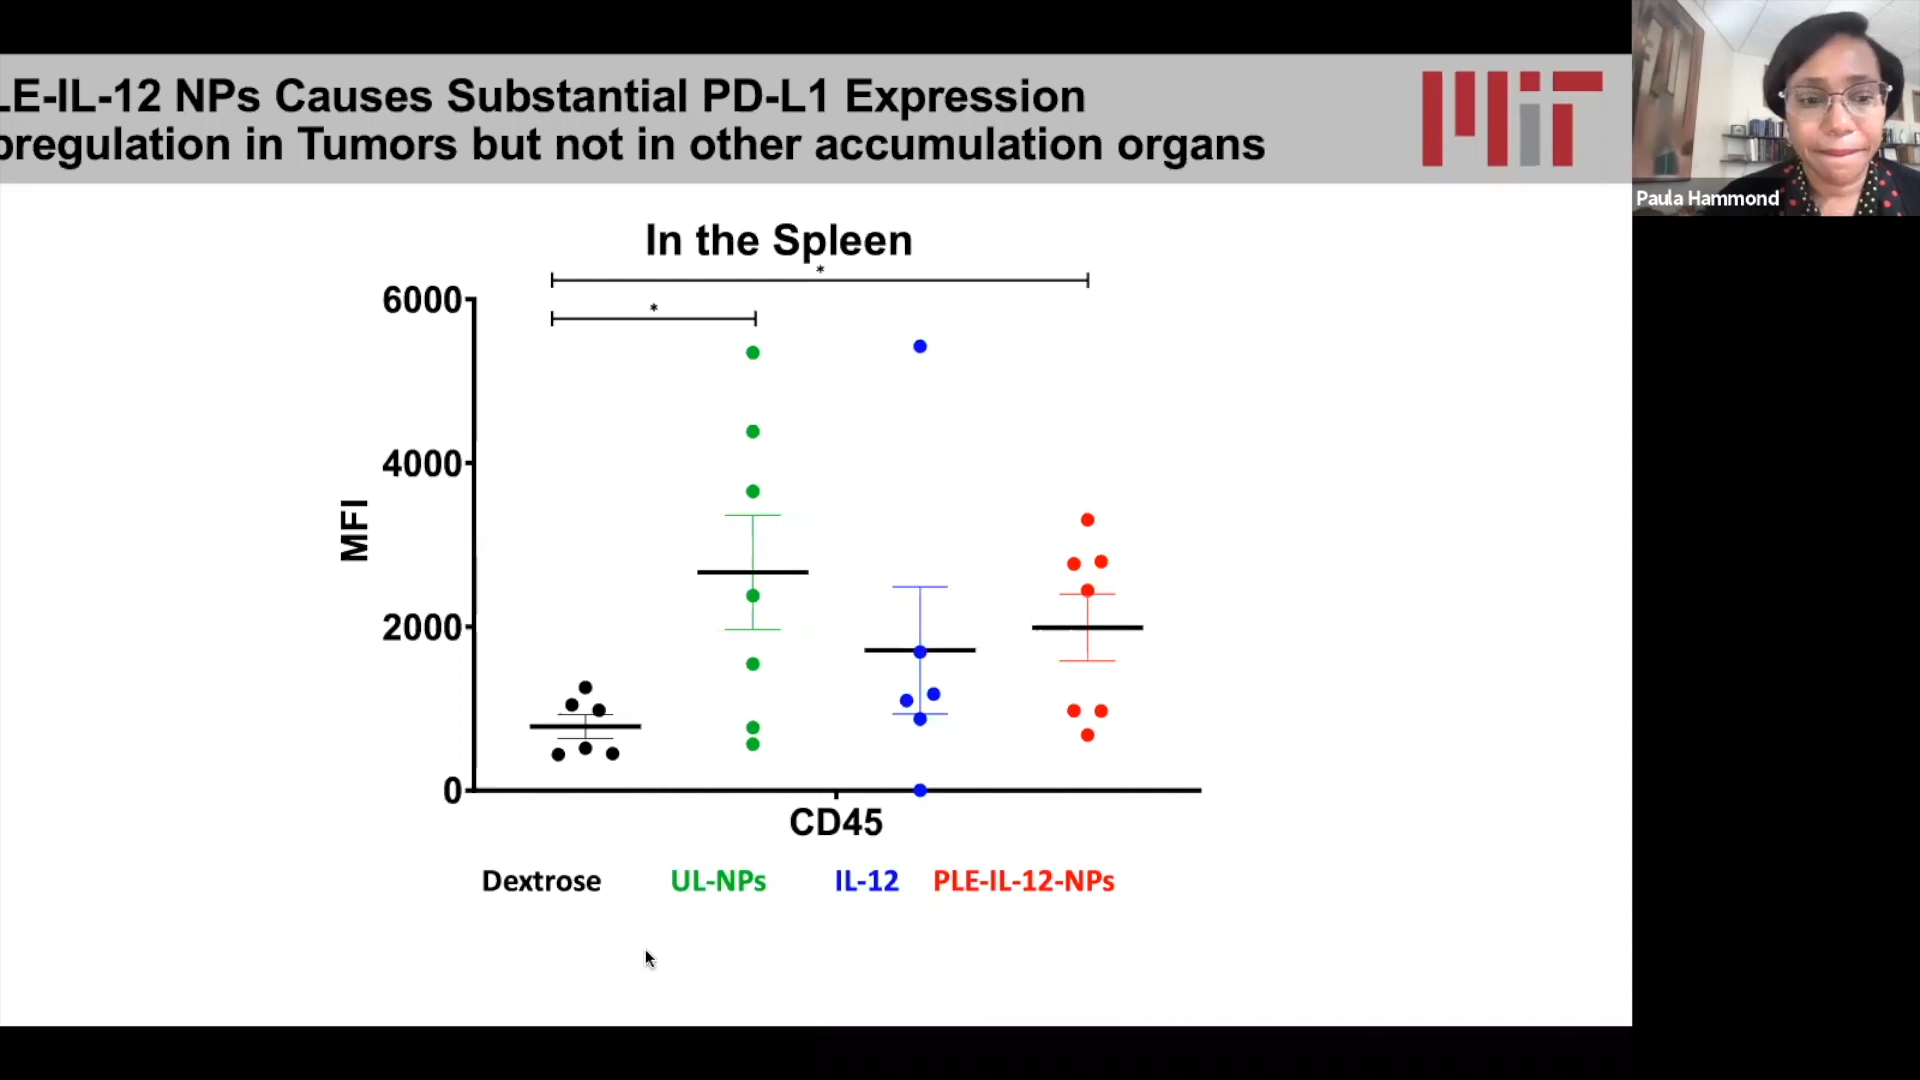 LE-IL-12 NPs Causes Substantial PD-L1 Expression
pregulation in Tumors but not in other accumulation organs
MiT
Paula Hammond
In the Spleen
*
*
6000
4000
2000
0
MFI
CD45
Dextrose UL-NPs IL-12 PLE-IL-12-NPs